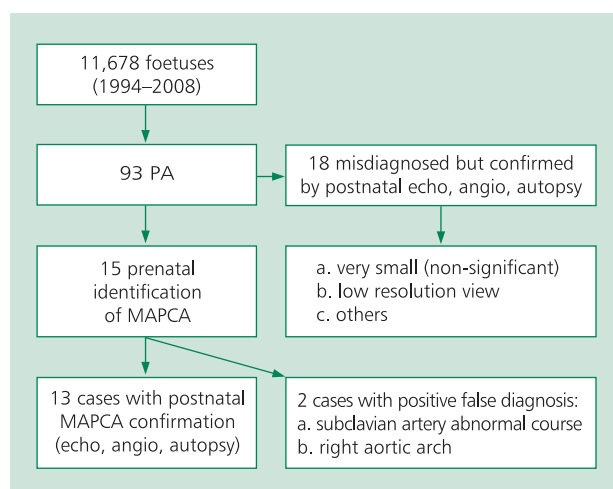 11,678 foetuses
(1994–2008)
93 PA
18 misdiagnosed but confirmed
by postnatal echo, angio, autopsy
15 prenatal
identification
of MAPCA
a. very small (non-significant)
b. low resolution view
c. others
13 cases with postnatal
MAPCA confirmation
(echo, angio, autopsy)
2 cases with positive false diagnosis:
a. subclavian artery abnormal course
b. right aortic arch